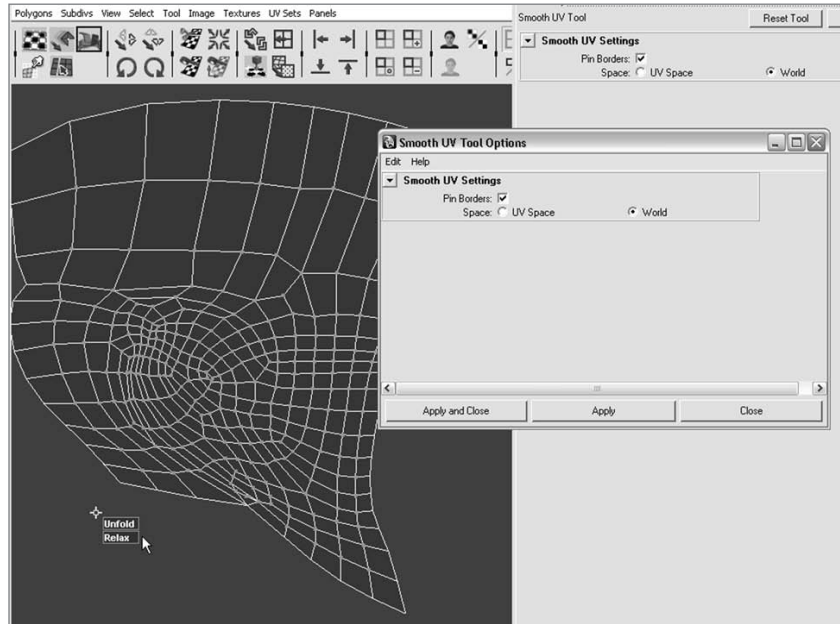 Polygons Subdivs View Select Tool Image Textures UV Sets Panels
Smooth UV Tool
Reset Tool
Smooth UV Settings
Pin Borders:
Space: UV Space World
Smooth UV Tool Options
Edit Help
Smooth UV Settings
Pin Borders:
Space: UV Space World
Apply and Close Apply Close
Unfold
Relax